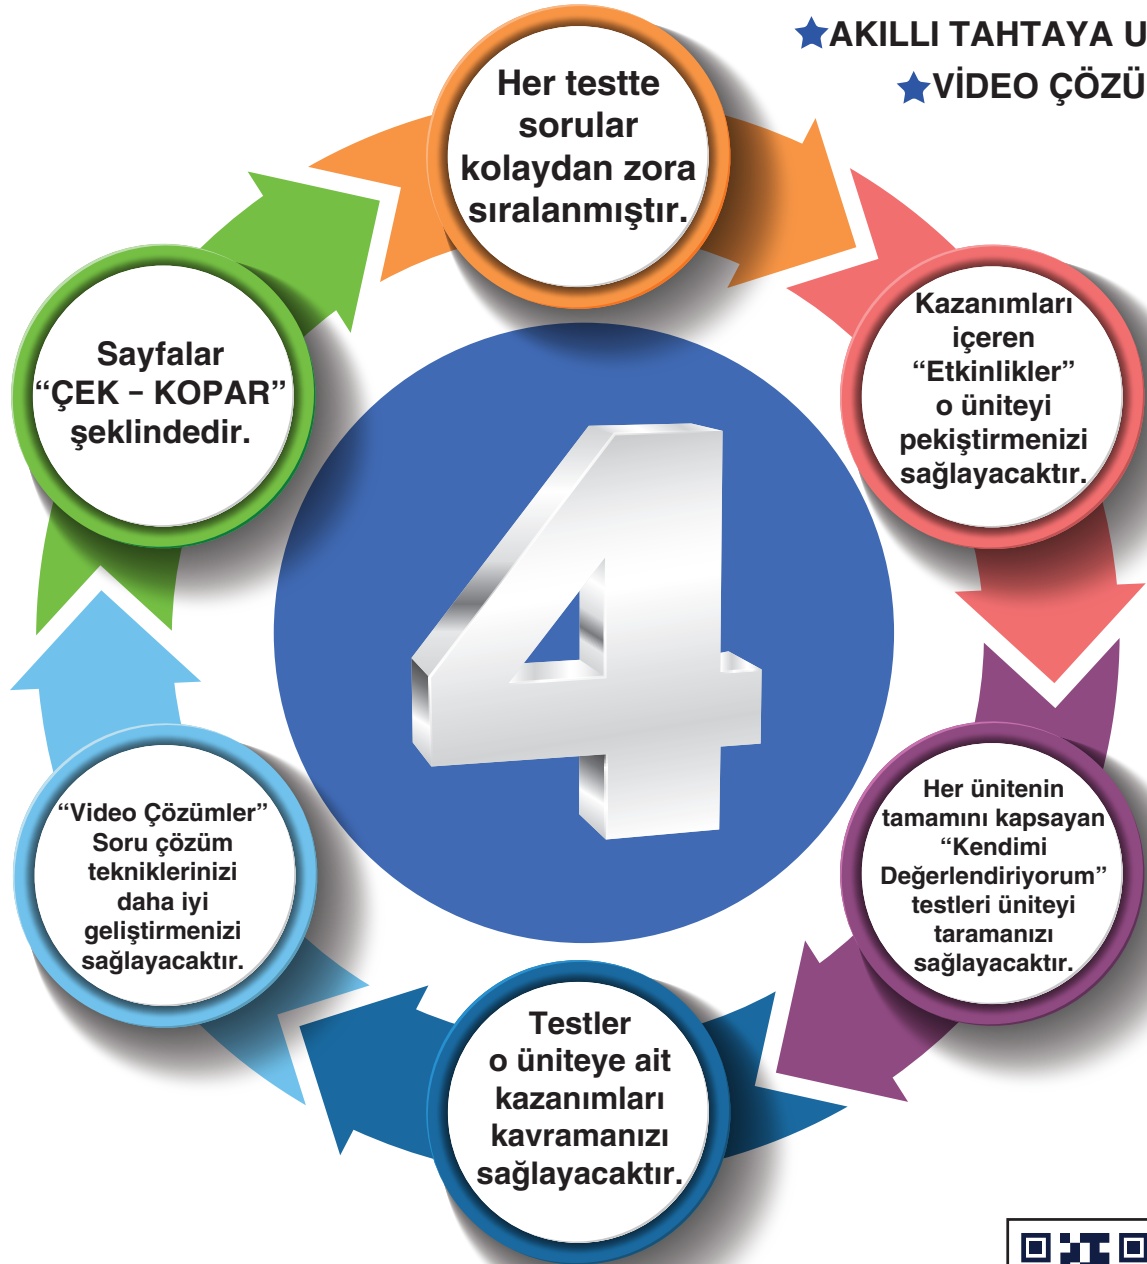 ★AKILLI TAHTAYA U
★VİDEO ÇÖZÜ
Her testte
sorular
kolaydan zora
sıralanmıştır.
Kazanımları
içeren
“Etkinlikler”
o üniteyi
pekiştirmenizi
sağlayacaktır.
Her ünitenin
tamamını kapsayan
“Kendimi
Değerlendiriyorum”
testleri üniteyi
taramanızı
sağlayacaktır.
Testler
o üniteye ait
kazanımları
kavramanızı
sağlayacaktır.
“Video Çözümler”
Soru çözüm
tekniklerinizi
daha iyi
geliştirmenizi
sağlayacaktır.
Sayfalar
“ÇEK – KOPAR”
şeklindedir.
4